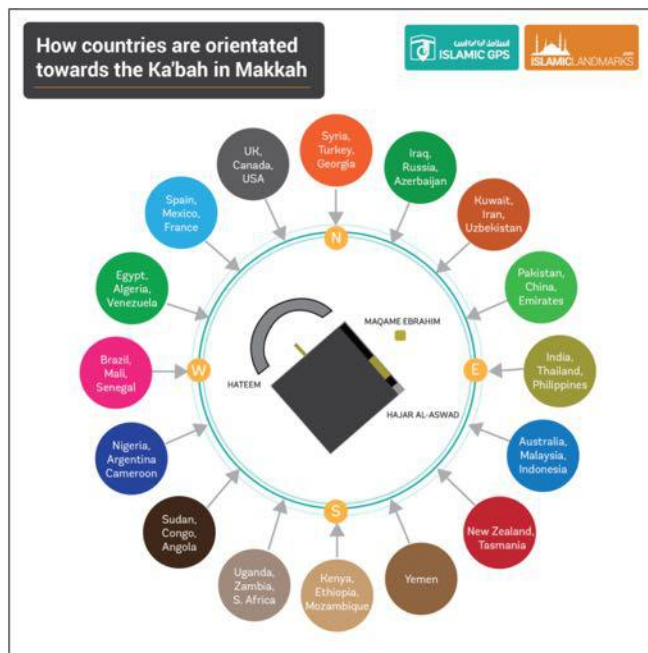 How countries are orientated
towards the Ka'bah in Makkah
ISLAMIC GPS
.com
ISLAMICLANDMARKS
Syria,
Turkey,
Georgia
Iraq,
Russia,
Azerbaijan
Kuwait,
Iran,
Uzbekistan
Pakistan,
China,
Emirates
India,
Thailand,
Philippines
Australia,
Malaysia,
Indonesia
New Zealand,
Tasmania
Yemen
Kenya,
Ethiopia,
Mozambique
Uganda,
Zambia,
S. Africa
Sudan,
Congo,
Angola
Nigeria,
Argentina
Cameroon
Brazil,
Mali,
Senegal
Egypt,
Algeria,
Venezuela
Spain,
Mexico,
France
UK,
Canada,
USA
N
E
S
W
MAQAME EBRAHIM
HATEEM
HAJAR AL-ASWAD